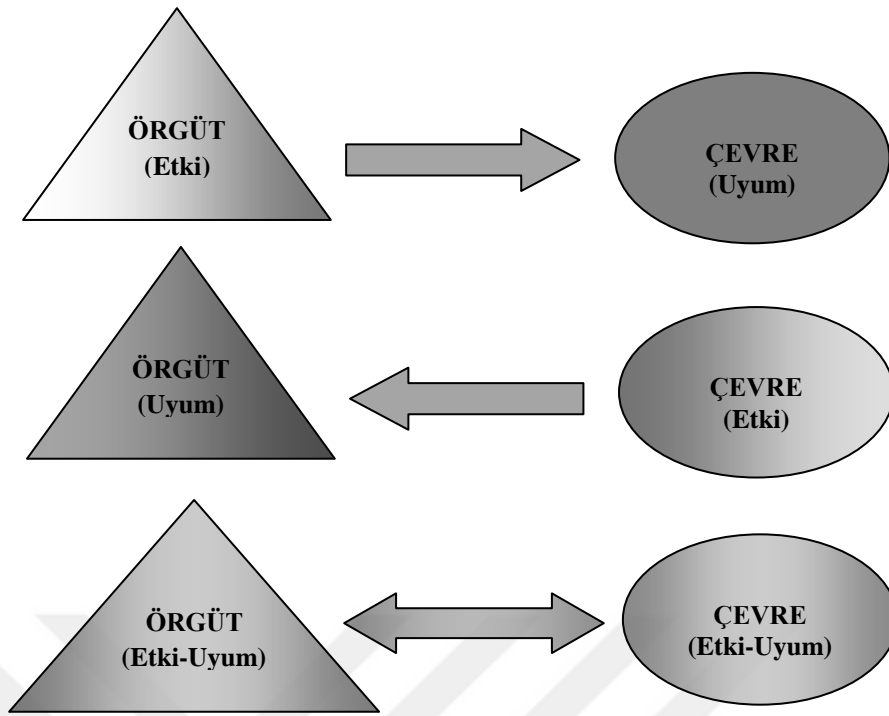 ÖRGÜT
(Etki)
ÇEVRE
(Uyum)
ÖRGÜT
(Uyum)
ÇEVRE
(Etki)
ÖRGÜT
(Etki-Uyum)
ÇEVRE
(Etki-Uyum)